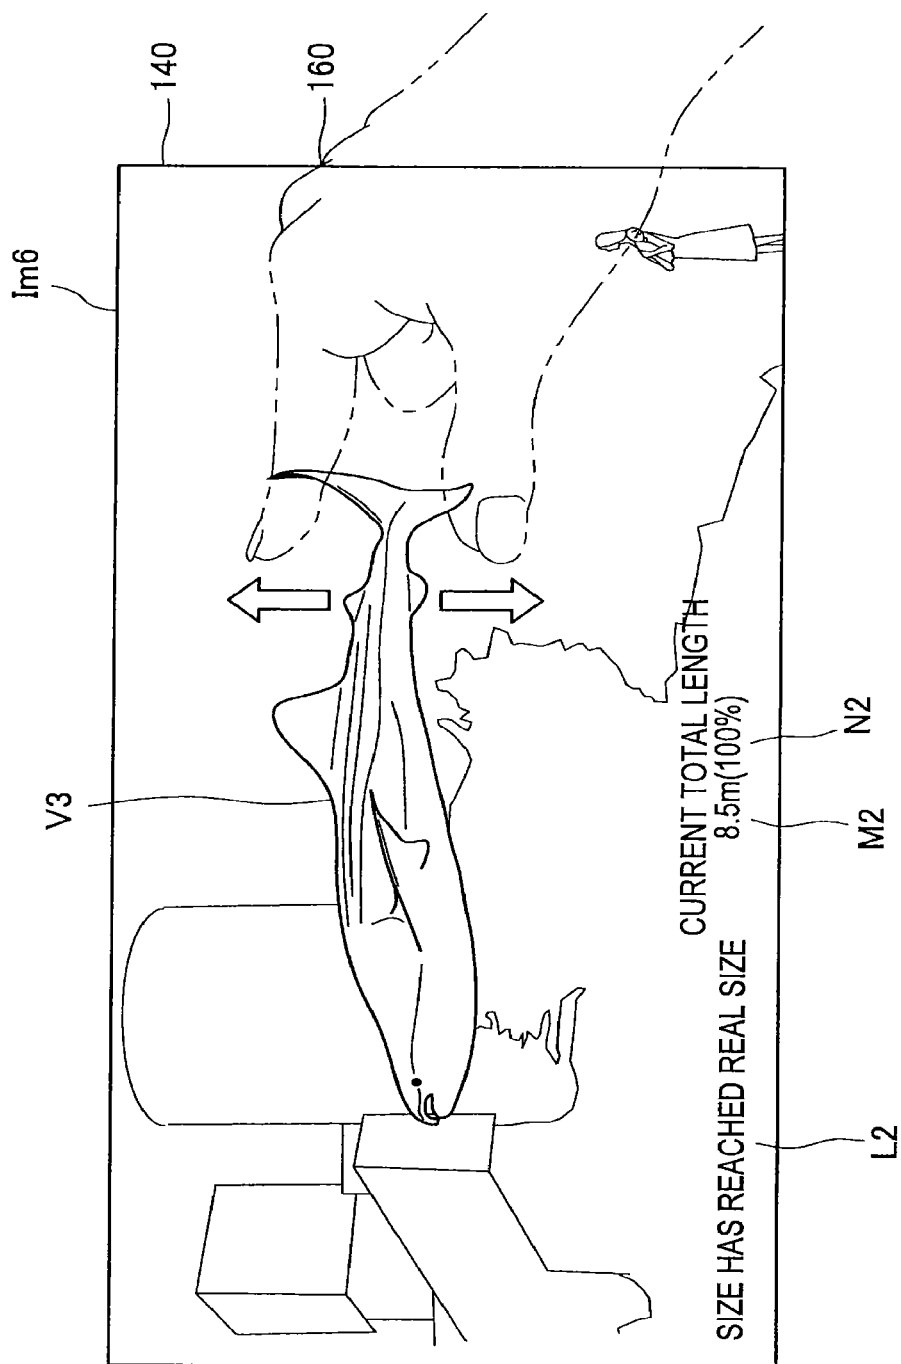 Im6
140
160
V3
SIZE HAS REACHED REAL SIZE
CURRENT TOTAL LENGTH
8.5m(100%)
L2
M2
N2